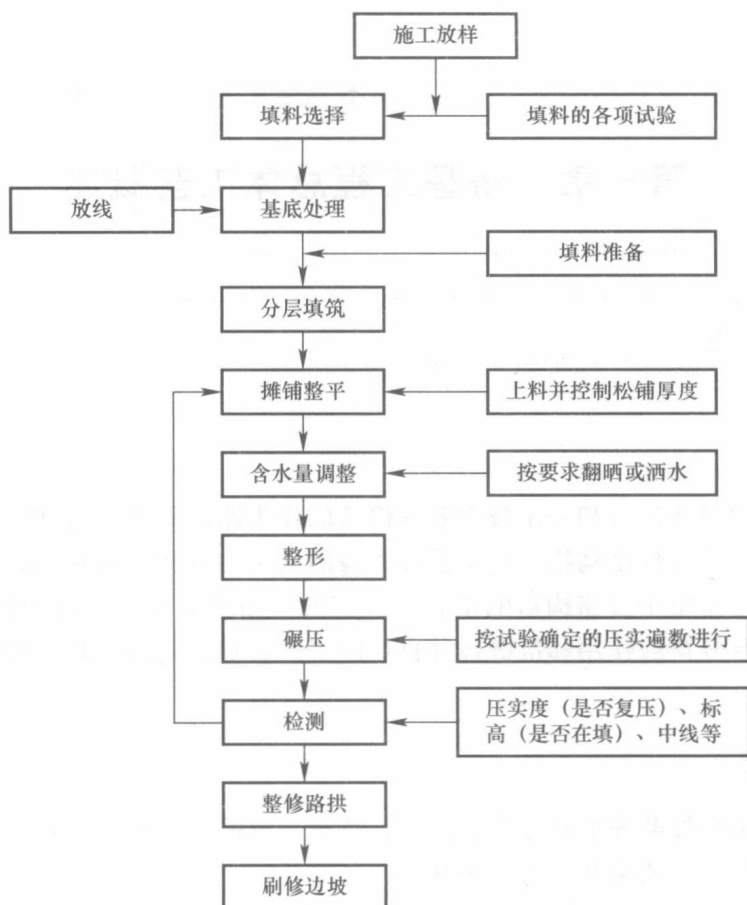 施工放样
填料选择
填料的各项试验
放线
基底处理
填料准备
分层填筑
摊铺整平
上料并控制松铺厚度
含水量调整
按要求翻晒或洒水
整形
碾压
按试验确定的压实遍数进行
检测
压实度（是否复压）、标
高（是否在填）、中线等
整修路拱
刷修边坡